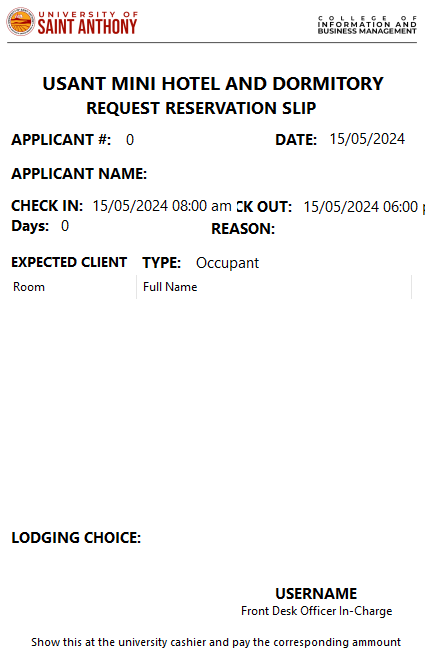 UNIVERSITY OF
SAINT ANTHONY
COLLEGE OF
INFORMATION AND
BUSINESS MANAGEMENT
USANT MINI HOTEL AND DORMITORY
REQUEST RESERVATION SLIP
APPLICANT #: 0 DATE: 15/05/2024
APPLICANT NAME:
CHECK IN: 15/05/2024 08:00 am CK OUT: 15/05/2024 06:00
Days: 0 REASON:
EXPECTED CLIENT TYPE: Occupant
Room Full Name
LODGING CHOICE:
USERNAME
Front Desk Officer In-Charge
Show this at the university cashier and pay the corresponding ammount